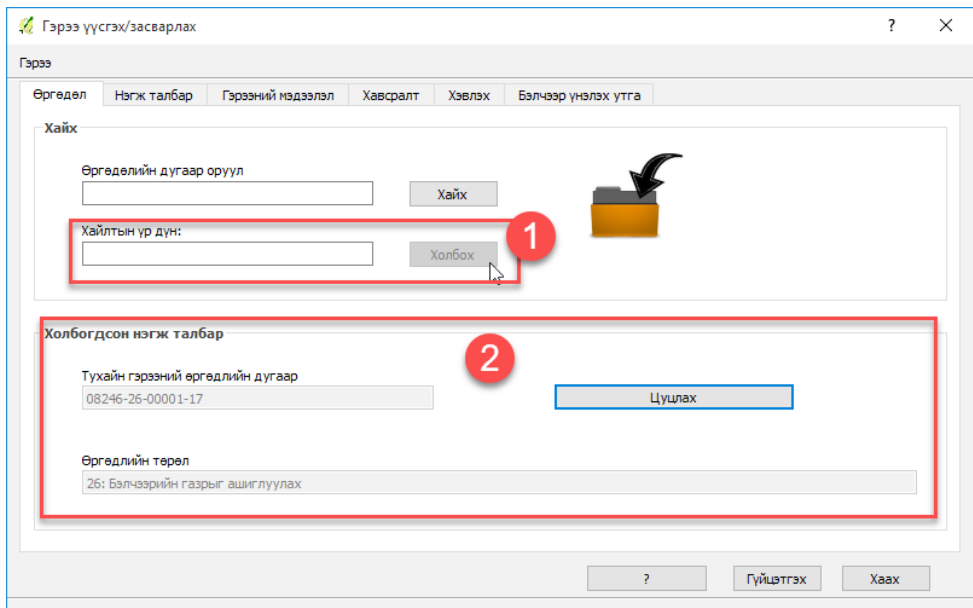 Гэрээ үүсгэх/засварлах ?
Гэрээ
Өргөдөл Нэгж талбар Гэрээний мэдээлэл Хавсралт Хэвлэх Бэлчээр үнэлэх утга
Хайх
Өргөдөлийн дугаар оруул
Хайх
Хайлтын үр дүн:
Холбох
1
Холбогдсон нэгж талбар
2
Тухайн гэрээний өргөдлийн дугаар
08246-26-00001-17 Цуцлах
Өргөдлийн төрөл
26: Бэлчээрийн газрыг ашиглуулах
? Гүйцэтгэх Хаах